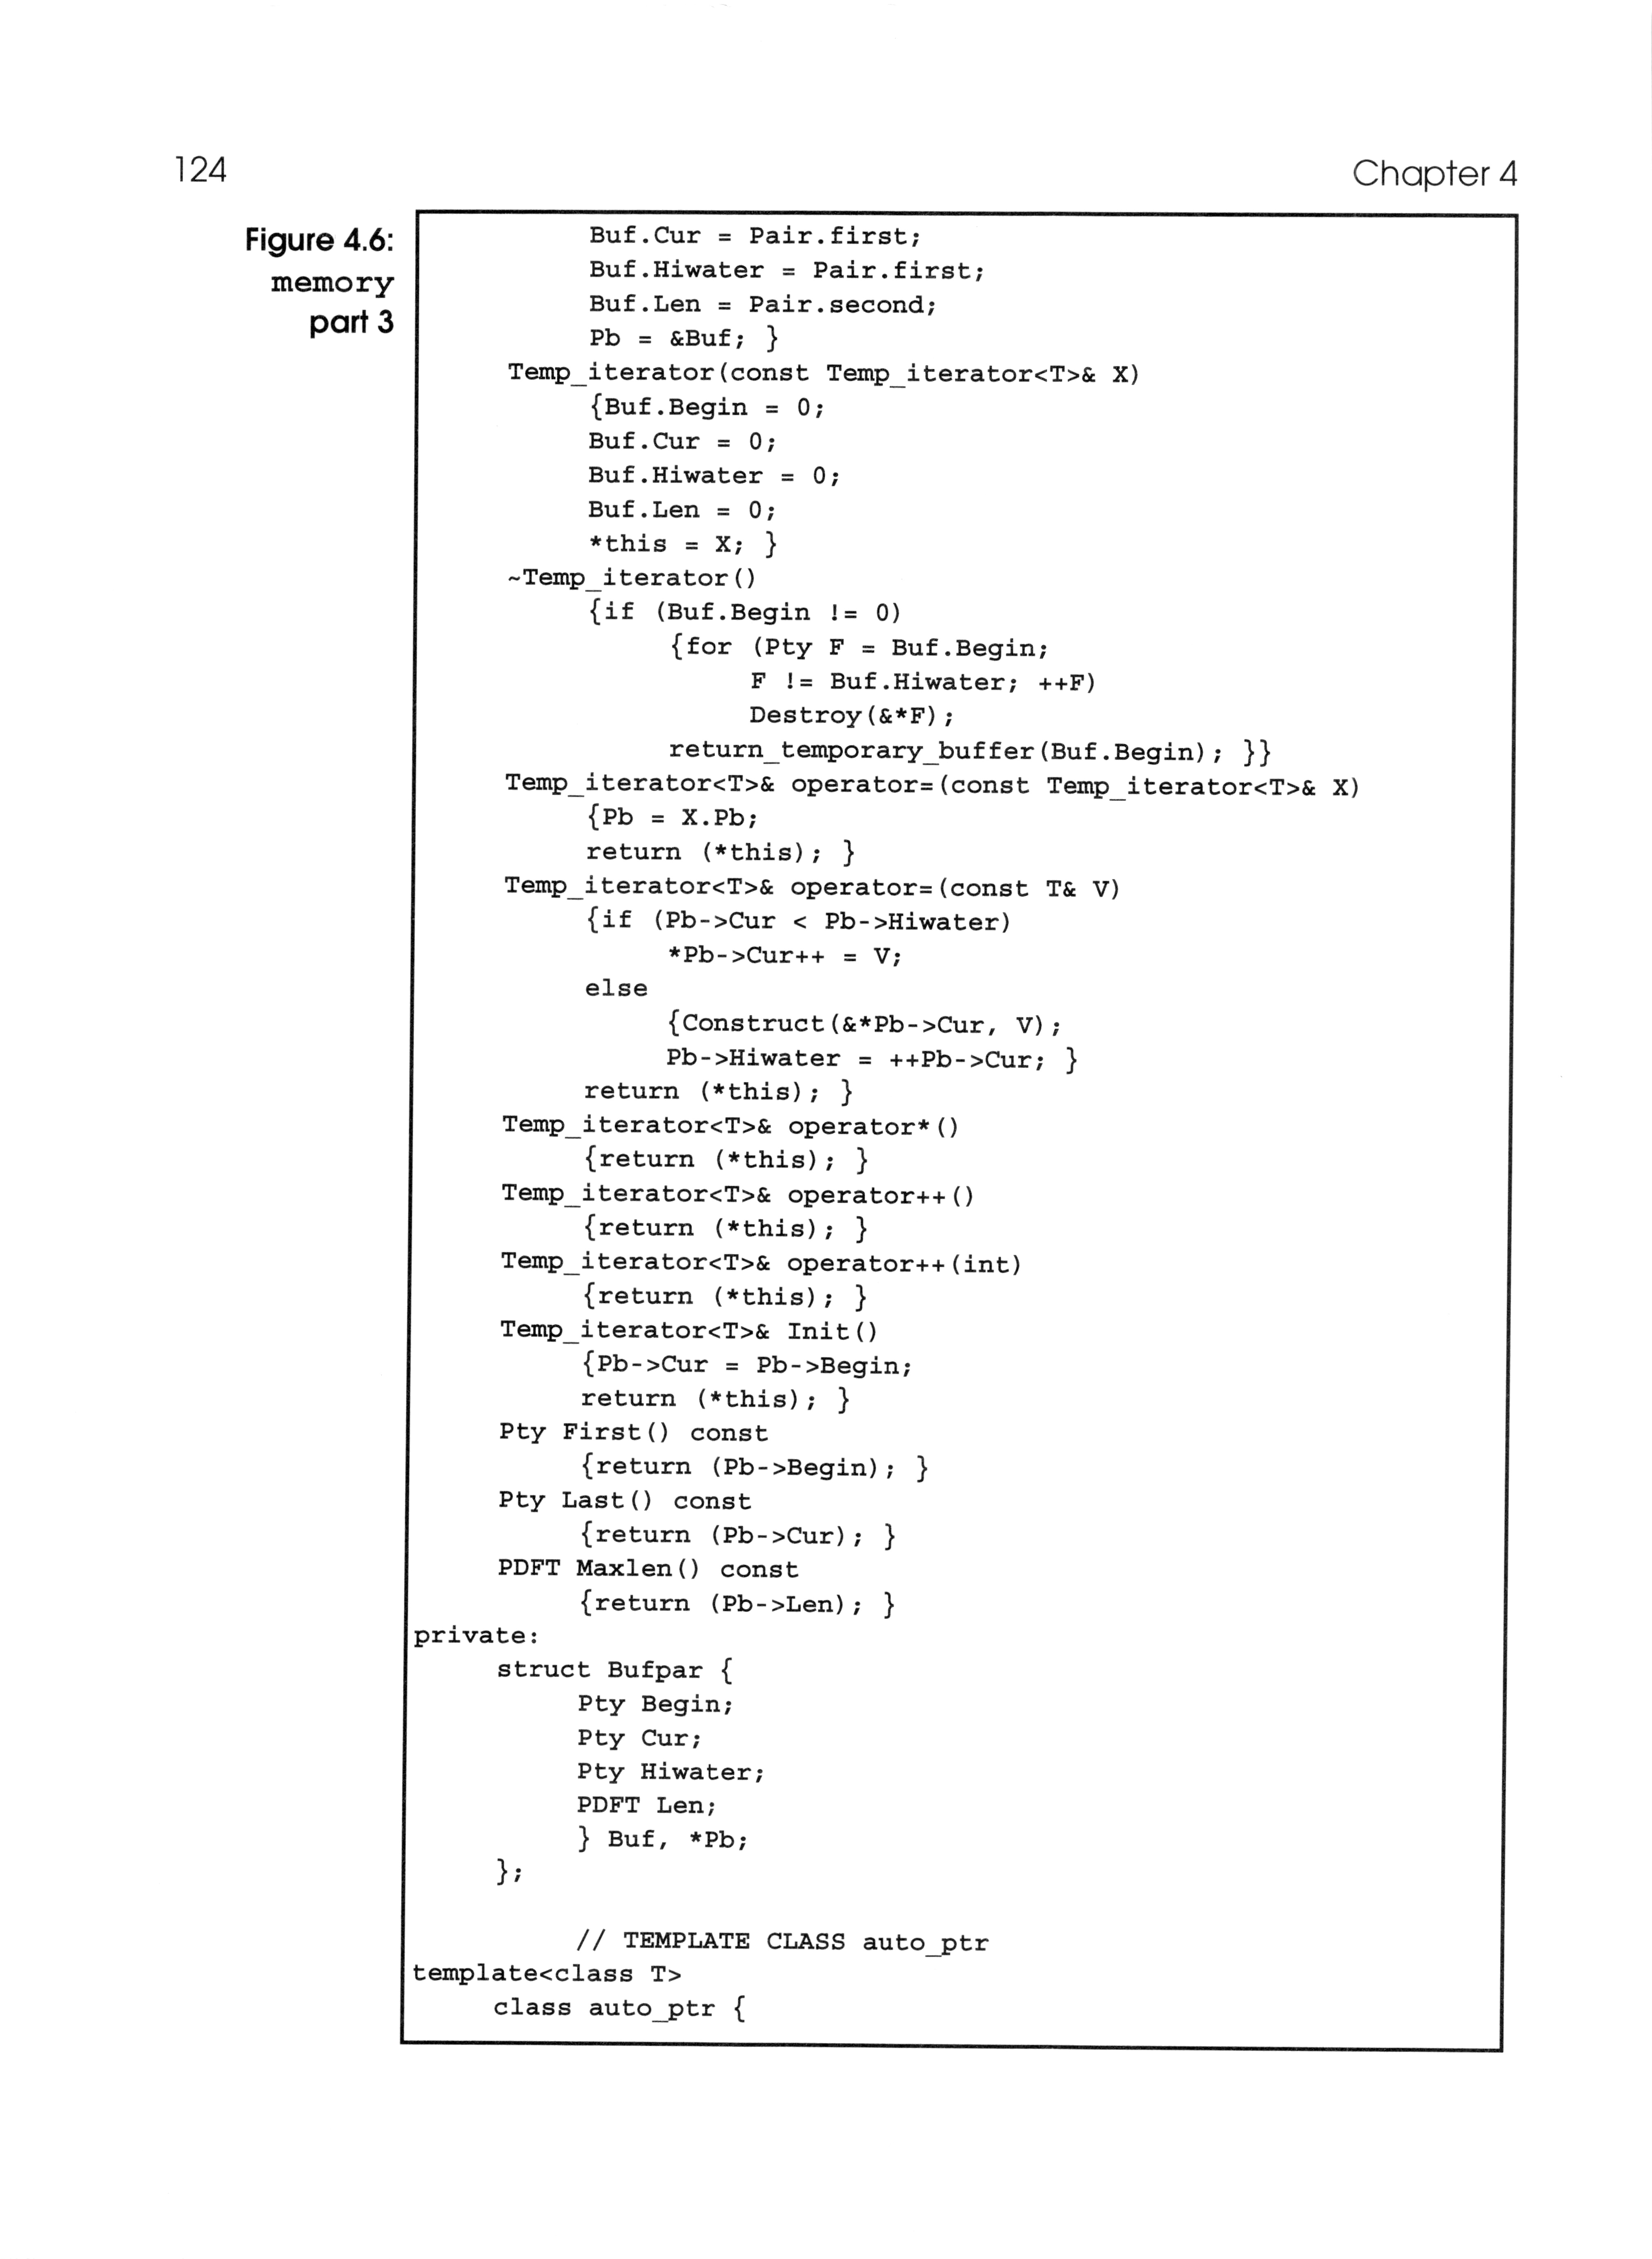 124
Chapter 4
Figure 4.6:
memory
part 3
Buf.Cur = Pair.first;
Buf.Hiwater = Pair.first;
Buf.Len = Pair.second;
Pb = &Buf; }
Temp_iterator(const Temp_iterator<T>& X)
{Buf.Begin = 0;
Buf.Cur = 0;
Buf.Hiwater = 0;
Buf.Len = 0;
*this = X; }
~Temp_iterator()
{if (Buf.Begin != 0)
{for (Pty F = Buf.Begin;
F != Buf.Hiwater; ++F)
Destroy(&*F);
return_temporary_buffer(Buf.Begin); }}
Temp_iterator<T>& operator=(const Temp_iterator<T>& X)
{Pb = X.Pb;
return (*this); }
Temp_iterator<T>& operator=(const T& V)
{if (Pb->Cur < Pb->Hiwater)
*Pb->Cur++ = V;
else
{Construct(&*Pb->Cur, V);
Pb->Hiwater = ++Pb->Cur; }
return (*this); }
Temp_iterator<T>& operator*()
{return (*this); }
Temp_iterator<T>& operator++()
{return (*this); }
Temp_iterator<T>& operator++(int)
{return (*this); }
Temp_iterator<T>& Init()
{Pb->Cur = Pb->Begin;
return (*this); }
Pty First() const
{return (Pb->Begin); }
Pty Last() const
{return (Pb->Cur); }
PDFT Maxlen() const
{return (Pb->Len); }
private:
struct Bufpar {
Pty Begin;
Pty Cur;
Pty Hiwater;
PDFT Len;
} Buf, *Pb;
};
// TEMPLATE CLASS auto_ptr
template<class T>
class auto_ptr {